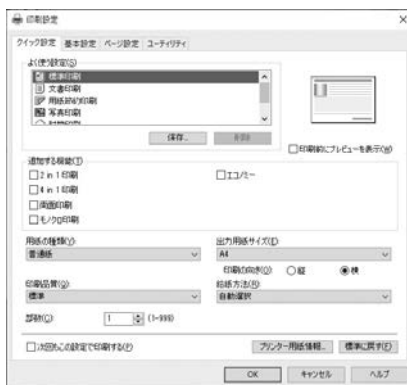 印刷設定
クイック設定 基本設定 ページ設定 ユーティリティ
よく使う設定(S)
標準印刷
文書印刷
用紙節約印刷
写真印刷
封筒印刷
保存... 削除
印刷前にプレビューを表示(W)
追加する機能(T)
2 in 1 印刷 エコノミー
4 in 1 印刷
両面印刷
モノクロ印刷
用紙の種類(Y): 出力用紙サイズ(Z):
普通紙 A4
印刷の向き(O) 縦 横
印刷品質(Q): 給紙方法(R):
標準 自動選択
部数(C): 1 (1-999)
次回もこの設定で印刷する(F) プリンター用紙情報... 標準に戻す(F)
OK キャンセル ヘルプ